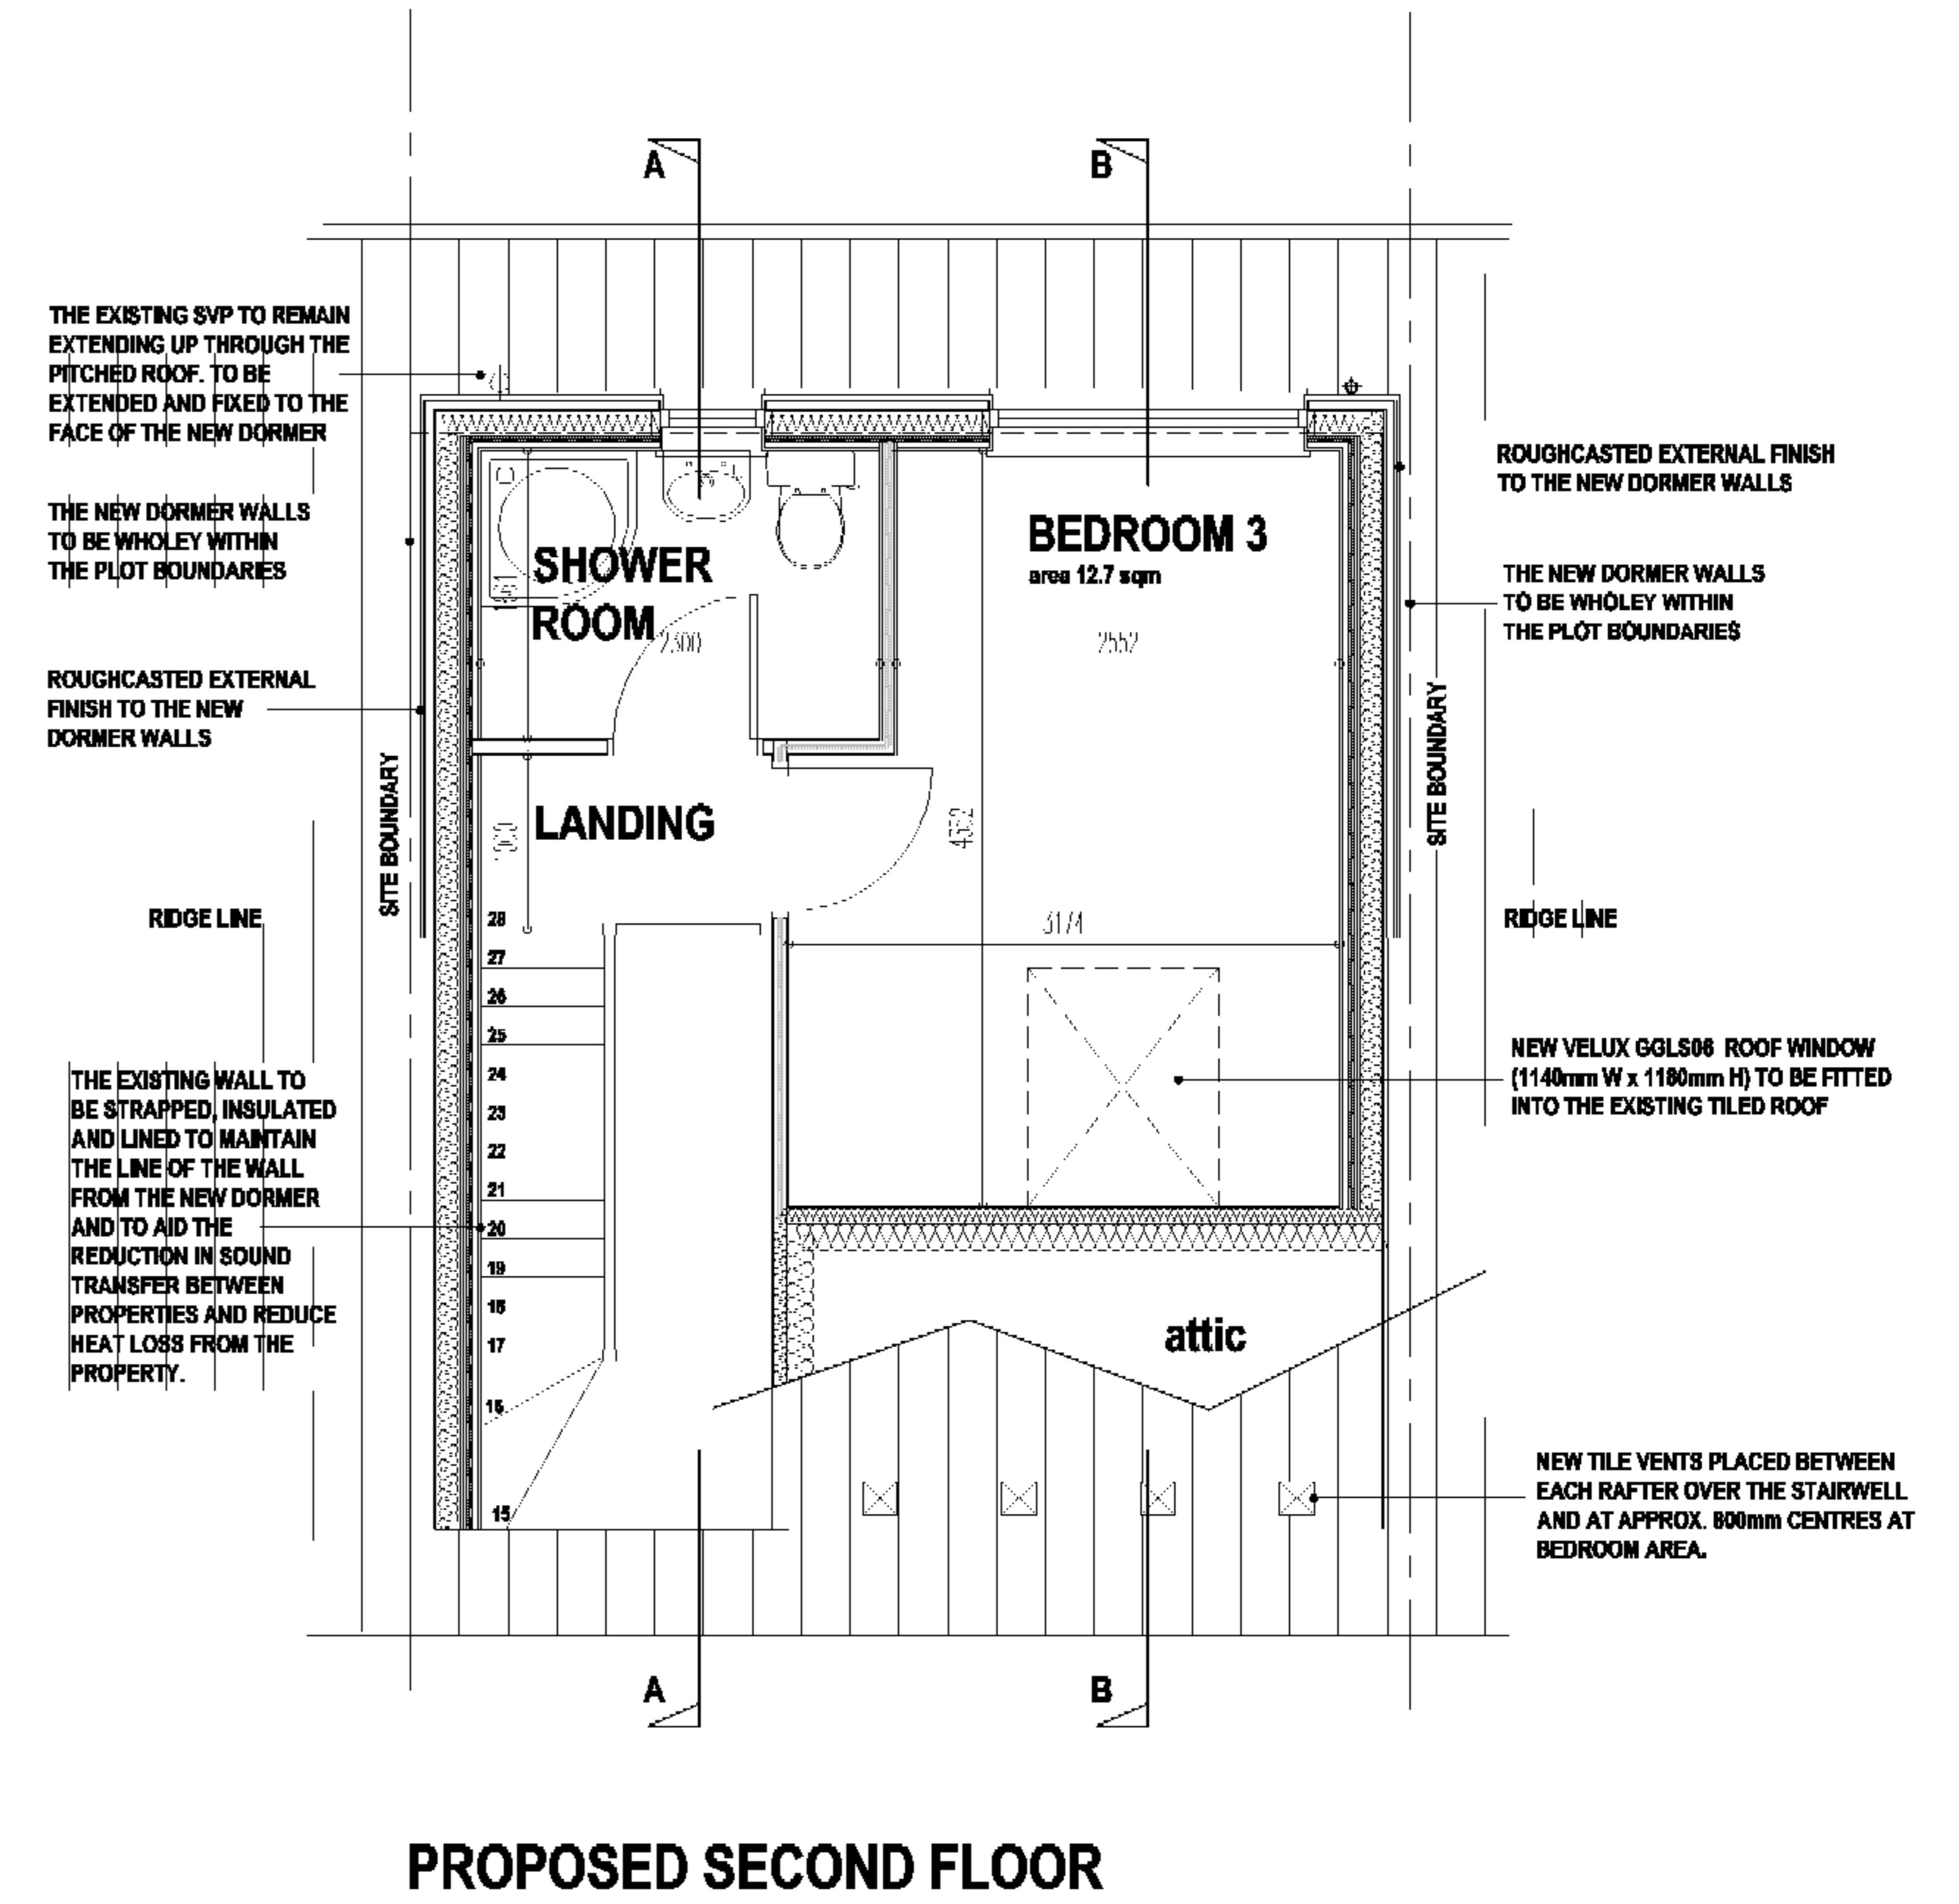 A
B
THE EXISTING SVP TO REMAIN
EXTENDING UP THROUGH THE
PITCHED ROOF. TO BE
EXTENDED AND FIXED TO THE
FACE OF THE NEW DORMER
THE NEW DORMER WALLS
TO BE WHOLEY WITHIN
THE PLOT BOUNDARIES
ROUGHCASTED EXTERNAL
FINISH TO THE NEW
DORMER WALLS
SITE BOUNDARY
RIDGE LINE
THE EXISTING WALL TO
BE STRAPPED, INSULATED
AND LINED TO MAINTAIN
THE LINE OF THE WALL
FROM THE NEW DORMER
AND TO AID THE
REDUCTION IN SOUND
TRANSFER BETWEEN
PROPERTIES AND REDUCE
HEAT LOSS FROM THE
PROPERTY.
SHOWER
ROOM
2300
BEDROOM 3
area 12.7 sqm
2552
LANDING
3174
28
27
26
25
24
23
22
21
20
19
18
17
16
15
attic
ROUGHCASTED EXTERNAL FINISH
TO THE NEW DORMER WALLS
THE NEW DORMER WALLS
TO BE WHOLEY WITHIN
THE PLOT BOUNDARIES
SITE BOUNDARY
RIDGE LINE
NEW VELUX GGLS06 ROOF WINDOW
(1140mm W x 1180mm H) TO BE FITTED
INTO THE EXISTING TILED ROOF
NEW TILE VENTS PLACED BETWEEN
EACH RAFTER OVER THE STAIRWELL
AND AT APPROX. 800mm CENTRES AT
BEDROOM AREA.
A
B
PROPOSED SECOND FLOOR